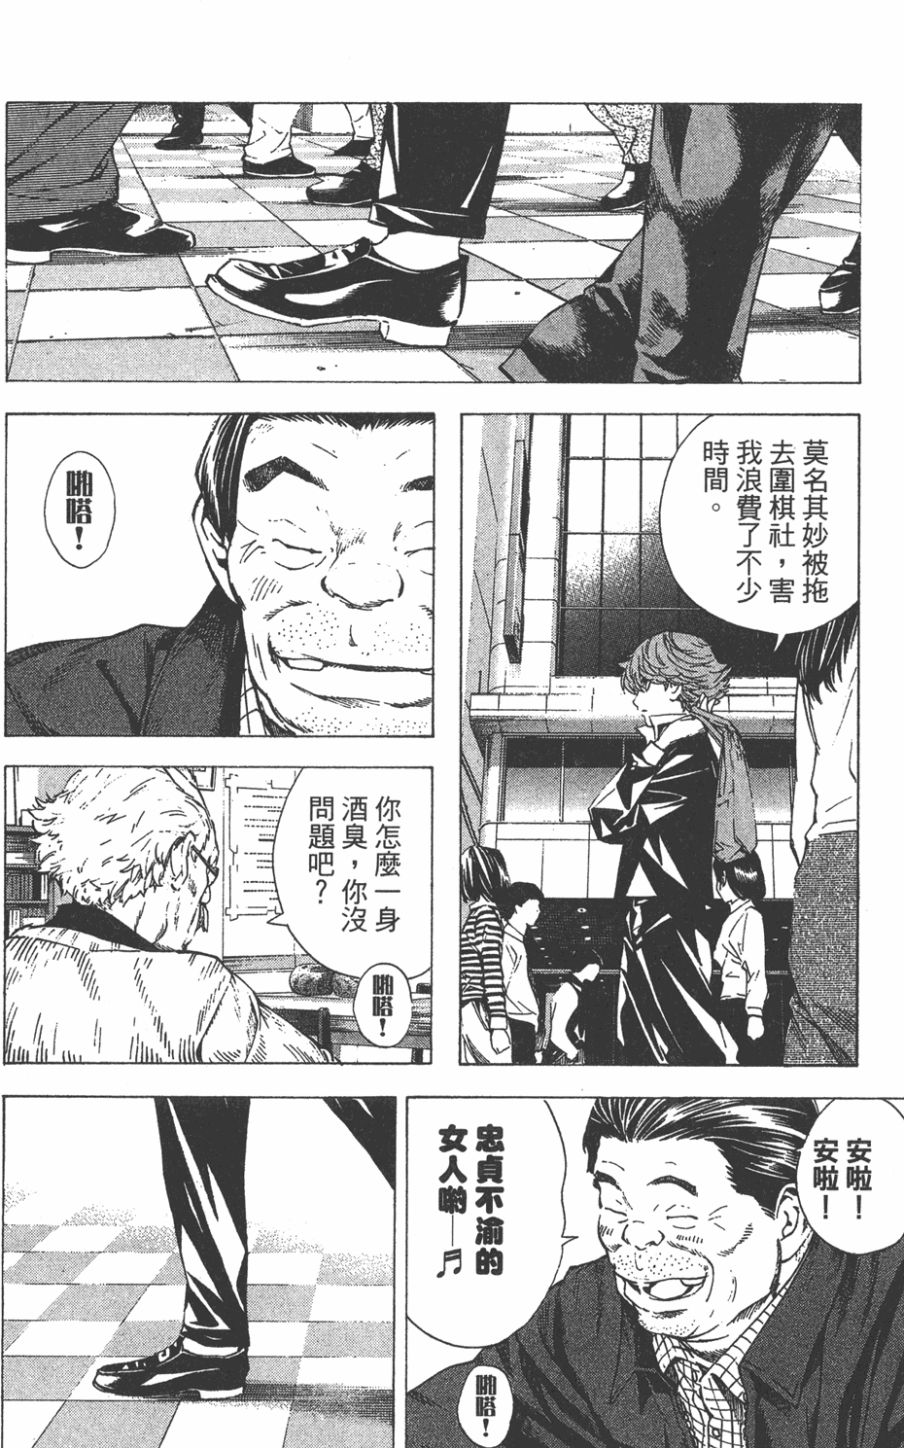 莫名其妙被拖
去圍棋社，害
我浪費了不少
時間。
啪嗒！
你怎麼一身
酒臭，你沒
問題吧？
啪嗒！
安啦！
安啦！
忠貞不渝的
女人喲──♬
啪嗒！